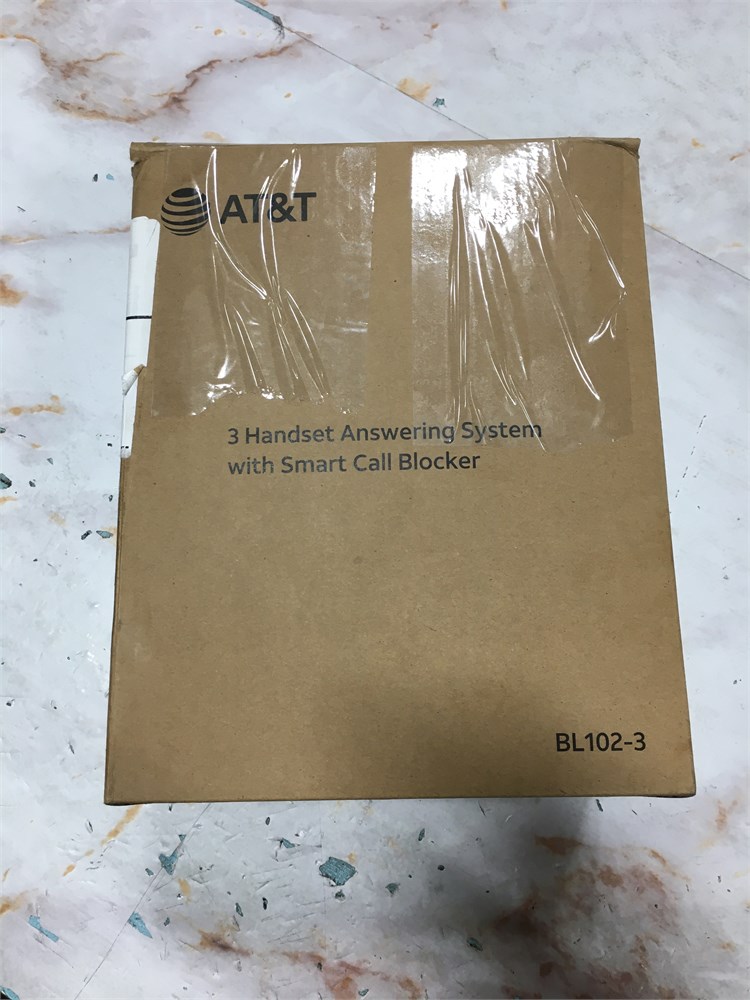 AT&T
3 Handset Answering System
with Smart Call Blocker
BL102-3